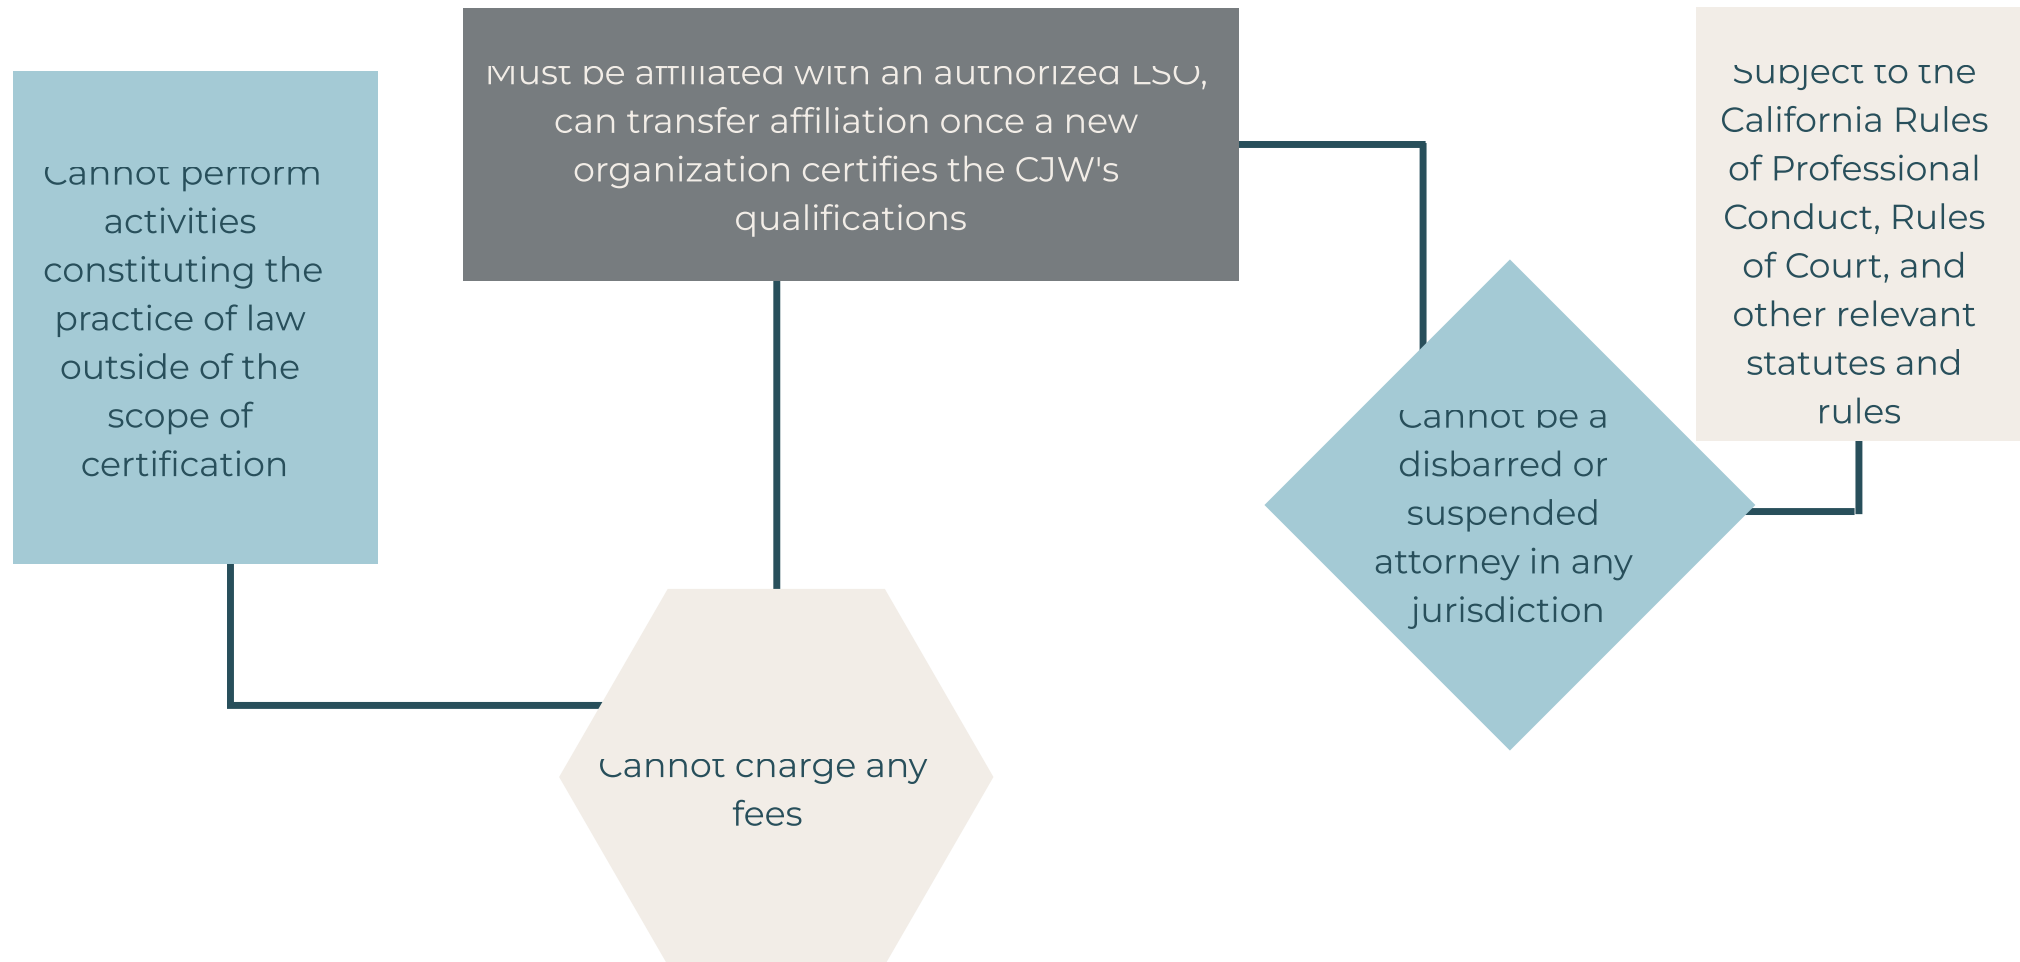 Cannot perform
activities
constituting the
practice of law
outside of the
scope of
certification
Must be affiliated with an authorized LSO,
can transfer affiliation once a new
organization certifies the CJW's
qualifications
Cannot charge any
fees
Cannot be a
disbarred or
suspended
attorney in any
jurisdiction
Subject to the
California Rules
of Professional
Conduct, Rules
of Court, and
other relevant
statutes and
rules